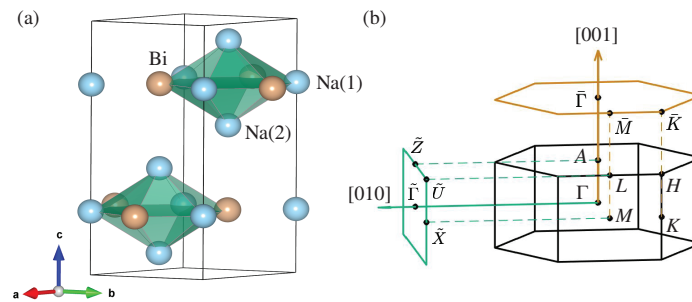 (a)
Bi
Na(1)
Na(2)
c
a
b
(b)
[001]
Γ̄
M̄
K̄
Z̃
A
[010]
Γ̃
Ũ
Γ
L
H
X̃
M
K